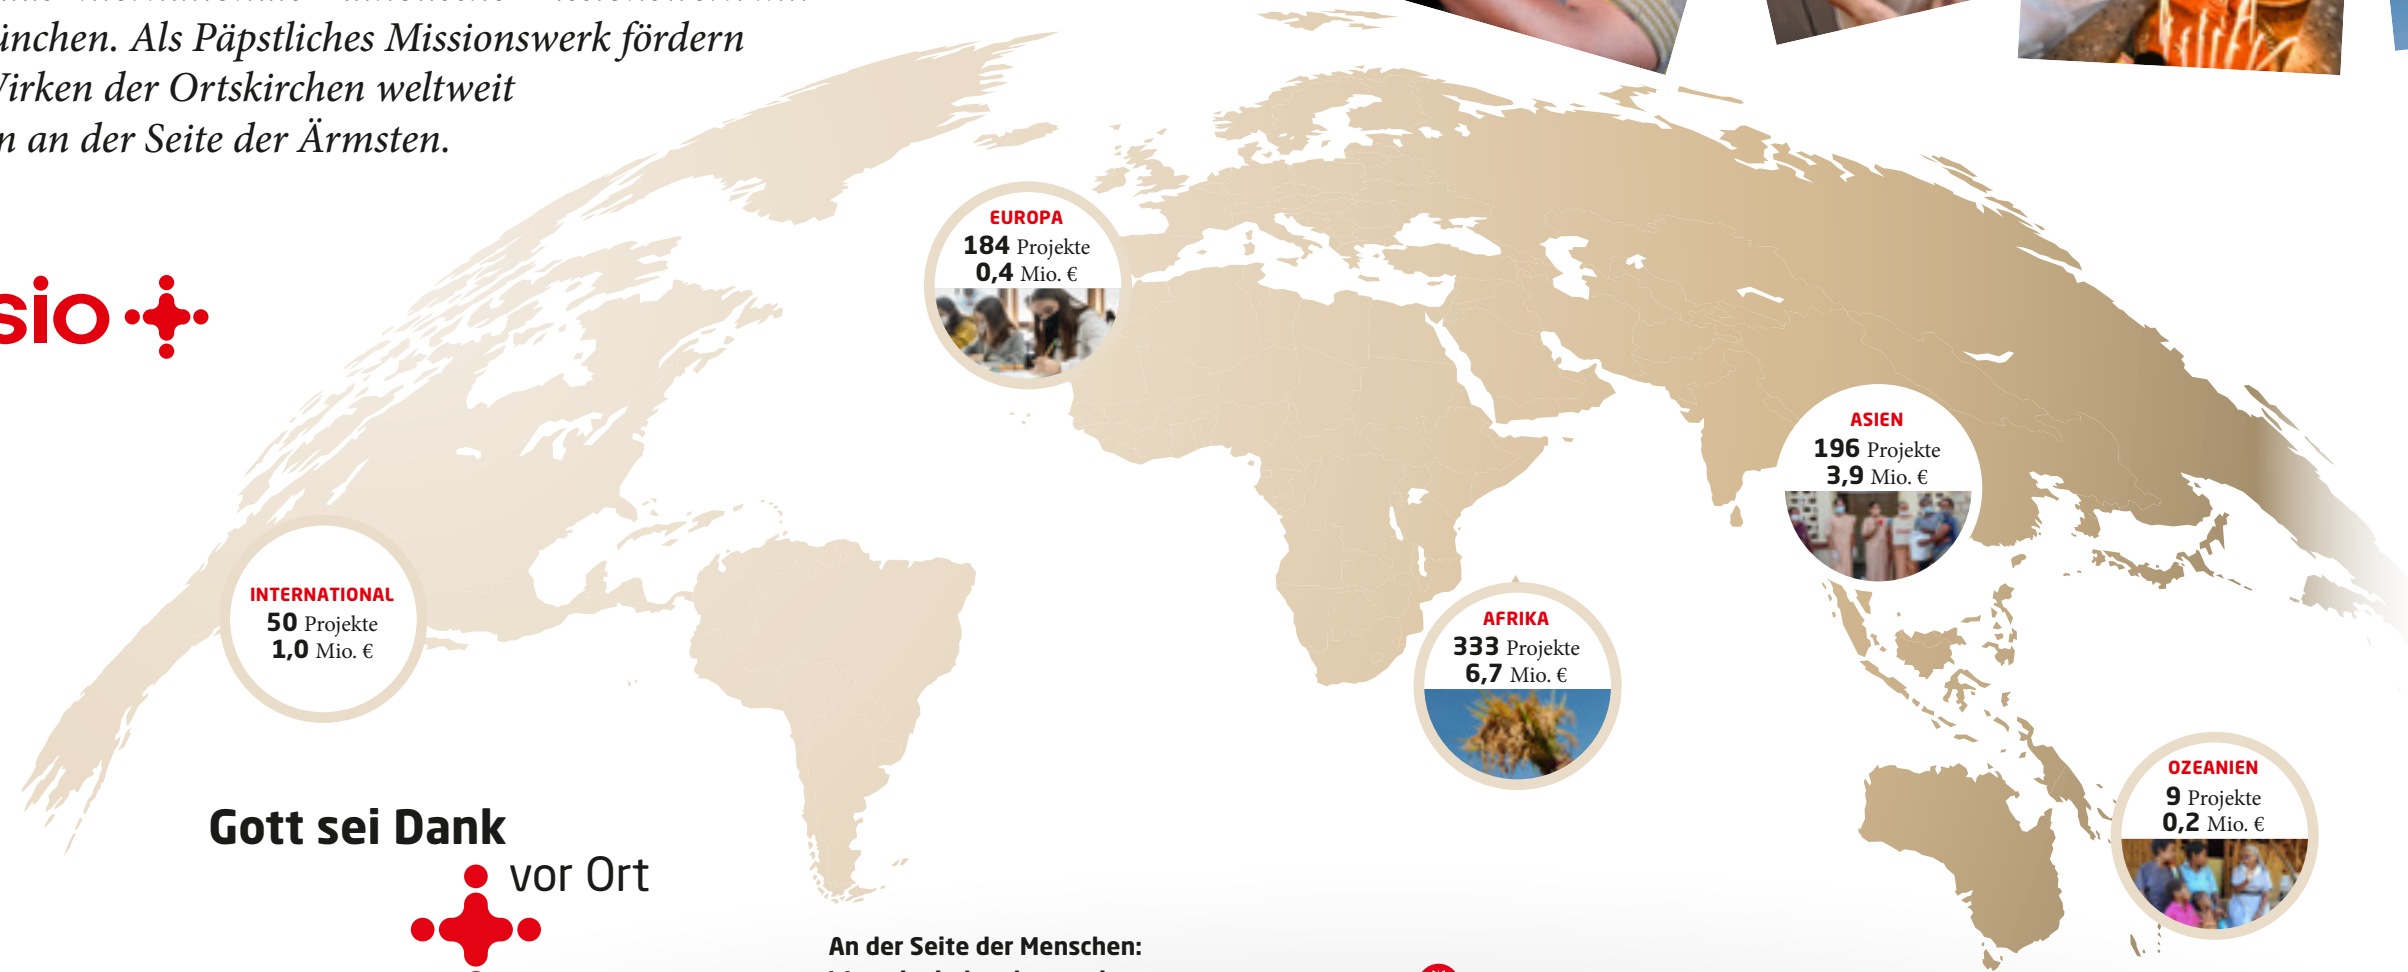 ünchen. Als Päpstliches Missionswerk fördern
Virken der Ortskirchen weltweit
n an der Seite der Ärmsten.
EUROPA
184 Projekte
0,4 Mio. €
sio
ASIEN
196 Projekte
3,9 Mio. €
INTERNATIONAL
50 Projekte
1,0 Mio. €
AFRIKA
333 Projekte
6,7 Mio. €
OZEANIEN
9 Projekte
0,2 Mio. €
Gott sei Dank
vor Ort
An der Seite der Menschen: